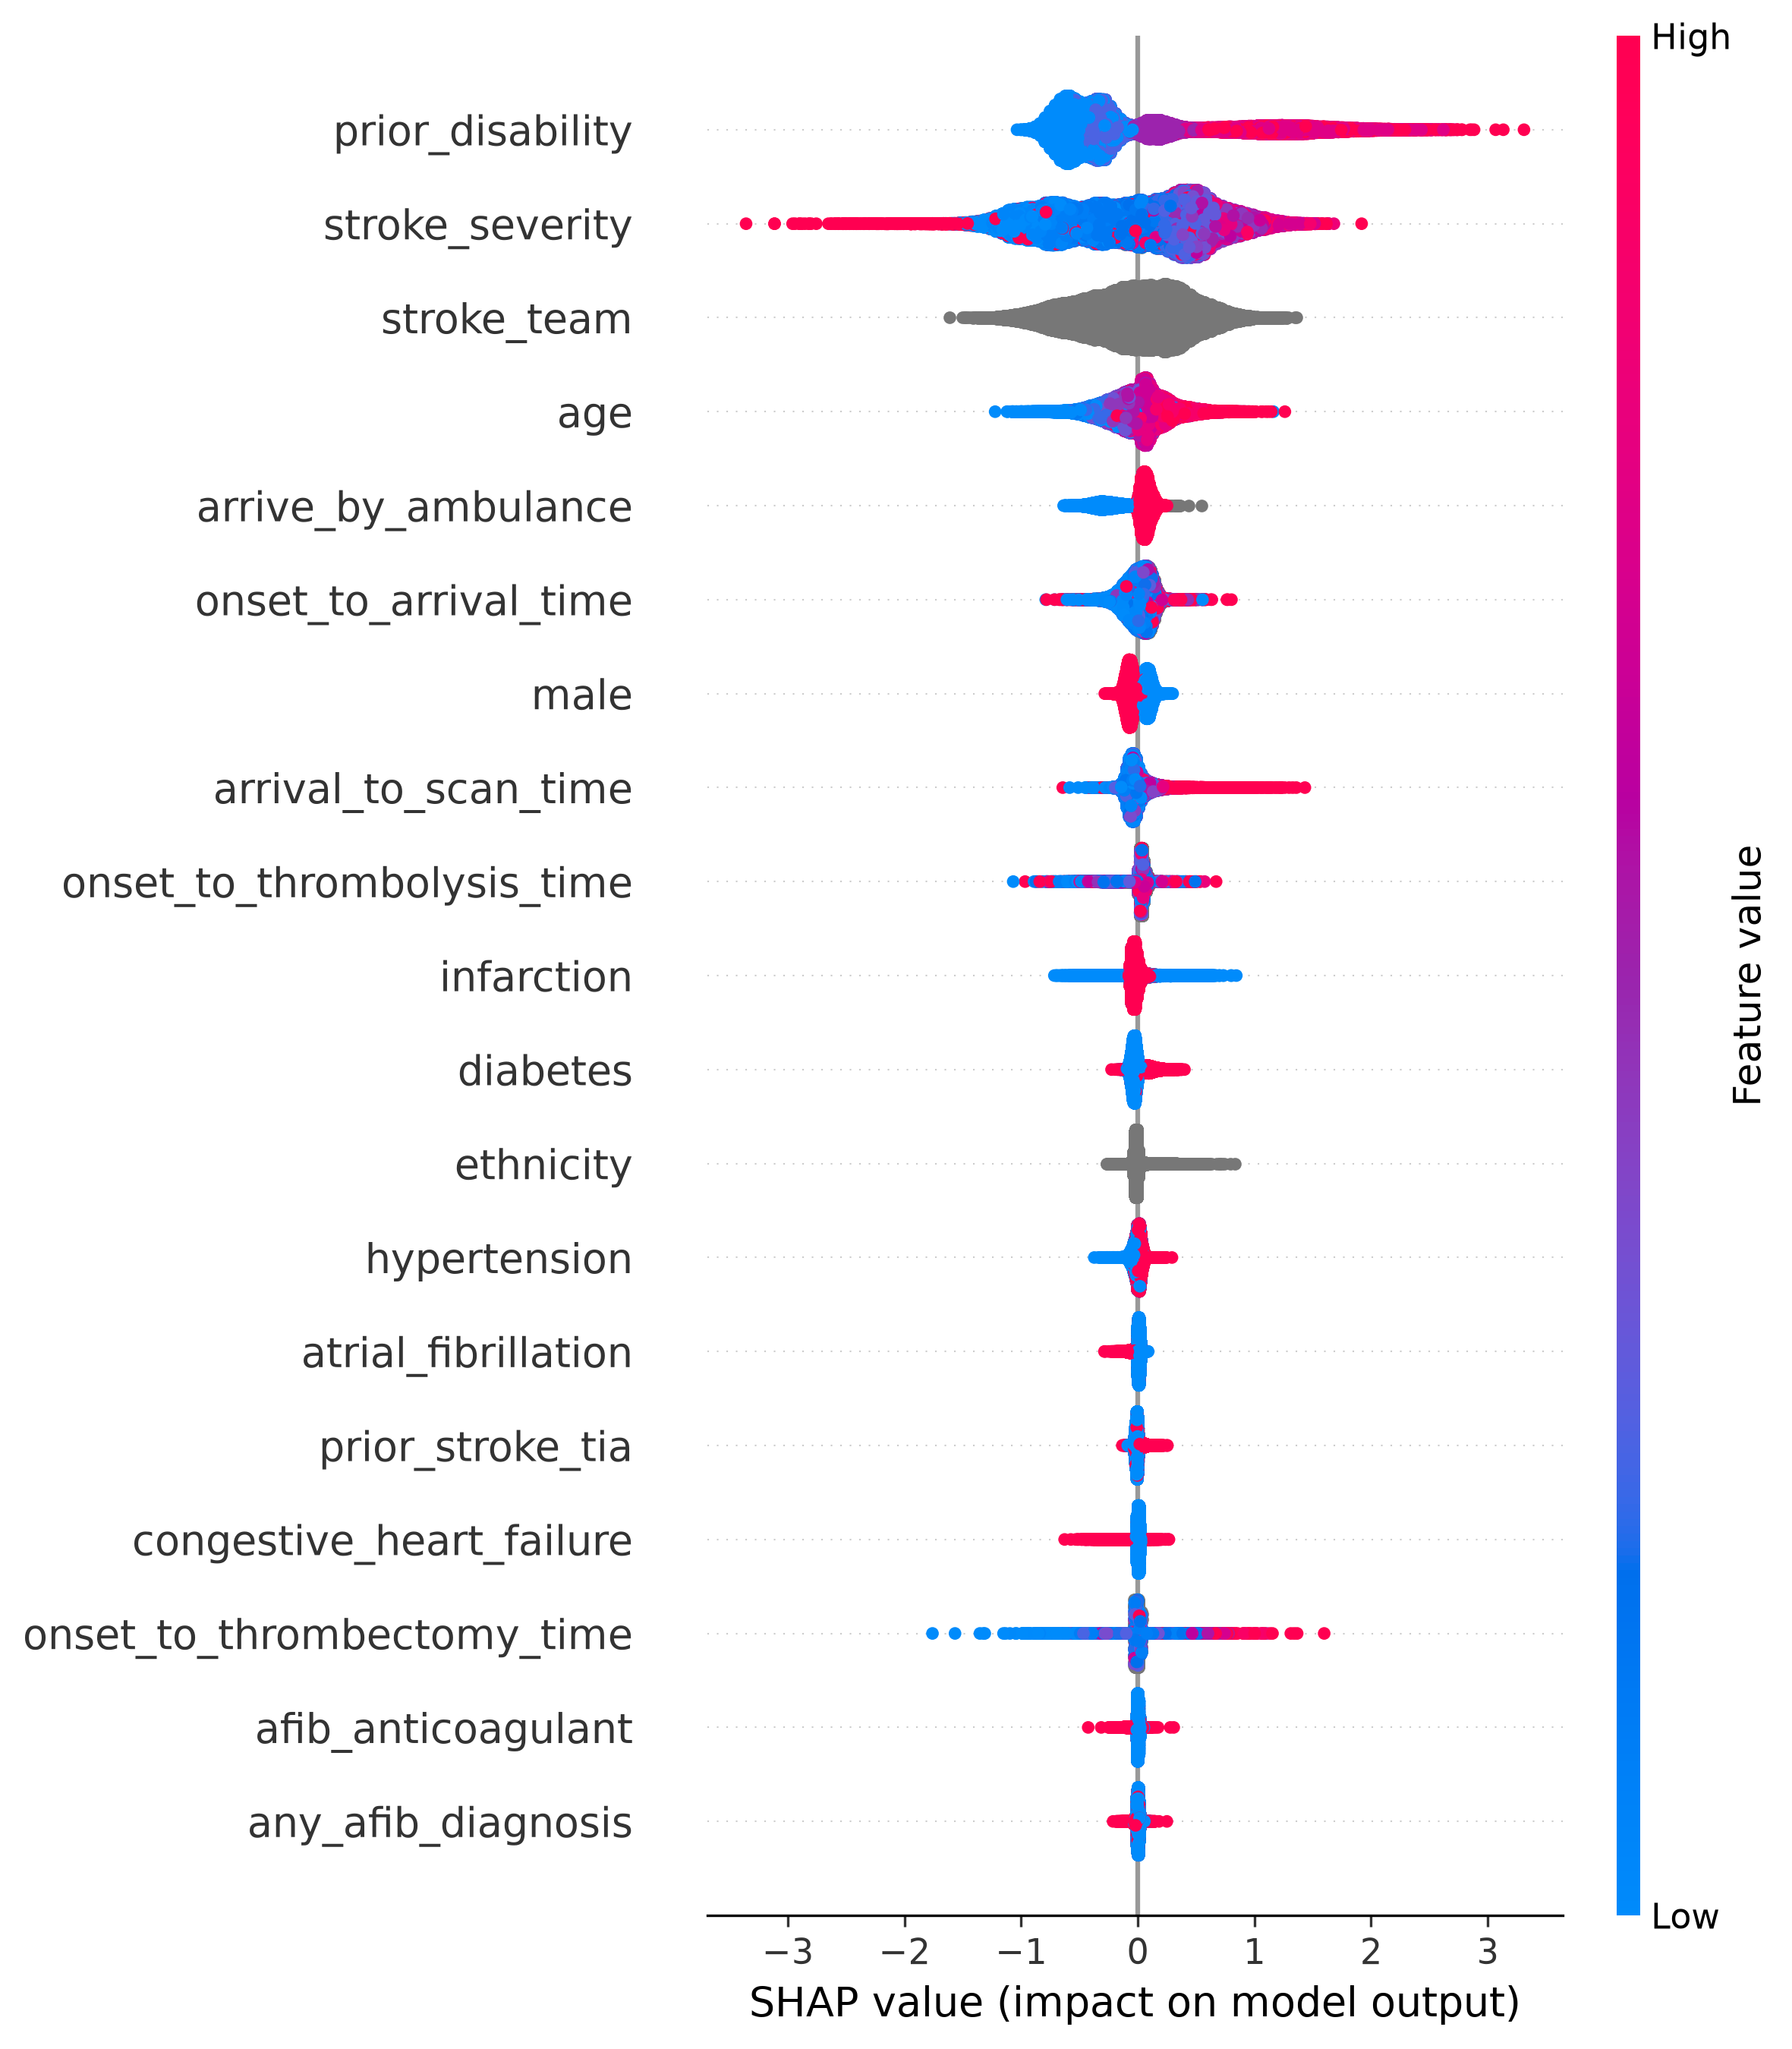 High
prior_disability
stroke_severity
stroke_team
age
arrive_by_ambulance
onset_to_arrival_time
male
arrival_to_scan_time
onset_to_thrombolysis_time
infarction
diabetes
ethnicity
hypertension
atrial_fibrillation
prior_stroke_tia
congestive_heart_failure
onset_to_thrombectomy_time
afib_anticoagulant
any_afib_diagnosis
Feature value
Low
−3 −2 −1 0 1 2 3
SHAP value (impact on model output)